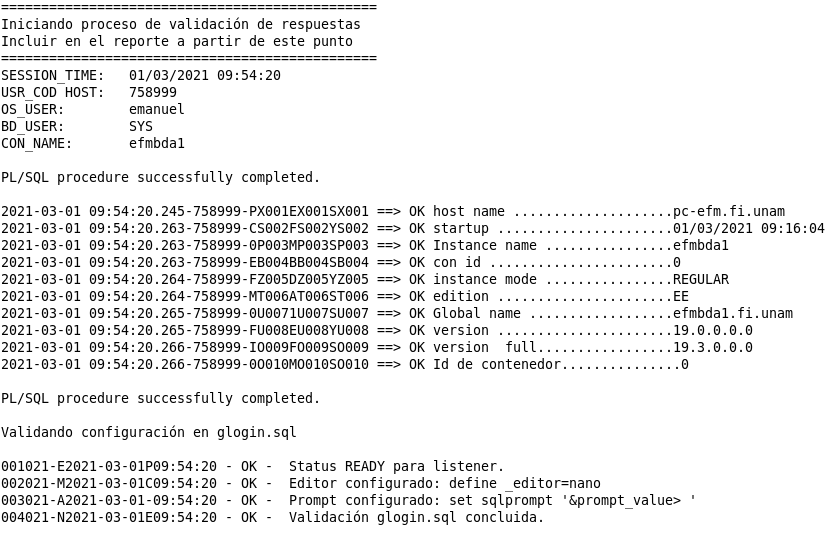 ===============================================
Iniciando proceso de validación de respuestas
Incluir en el reporte a partir de este punto
===============================================
SESSION_TIME:   01/03/2021 09:54:20
USR_COD HOST:   758999
OS_USER:        emanuel
BD_USER:        SYS
CON_NAME:       efmbda1
PL/SQL procedure successfully completed.
2021-03-01 09:54:20.245-758999-PX001EX001SX001 ==> OK host name ....................pc-efm.fi.unam
2021-03-01 09:54:20.263-758999-CS002FS002YS002 ==> OK startup ......................01/03/2021 09:16:04
2021-03-01 09:54:20.263-758999-0P003MP003SP003 ==> OK Instance name ................efmbda1
2021-03-01 09:54:20.263-758999-EB004BB004SB004 ==> OK con id .......................0
2021-03-01 09:54:20.264-758999-FZ005DZ005YZ005 ==> OK instance mode ................REGULAR
2021-03-01 09:54:20.264-758999-MT006AT006ST006 ==> OK edition ......................EE
2021-03-01 09:54:20.265-758999-0U0071U007SU007 ==> OK Global name ..................efmbda1.fi.unam
2021-03-01 09:54:20.265-758999-FU008EU008YU008 ==> OK version ......................19.0.0.0.0
2021-03-01 09:54:20.266-758999-IO009FO009SO009 ==> OK version  full.................19.3.0.0.0
2021-03-01 09:54:20.266-758999-0O010MO010SO010 ==> OK Id de contenedor...............0
PL/SQL procedure successfully completed.
Validando configuración en glogin.sql
001021-E2021-03-01P09:54:20 - OK -  Status READY para listener.
002021-M2021-03-01C09:54:20 - OK -  Editor configurado: define _editor=nano
003021-A2021-03-01-09:54:20 - OK -  Prompt configurado: set sqlprompt '&prompt_value> '
004021-N2021-03-01E09:54:20 - OK -  Validación glogin.sql concluida.